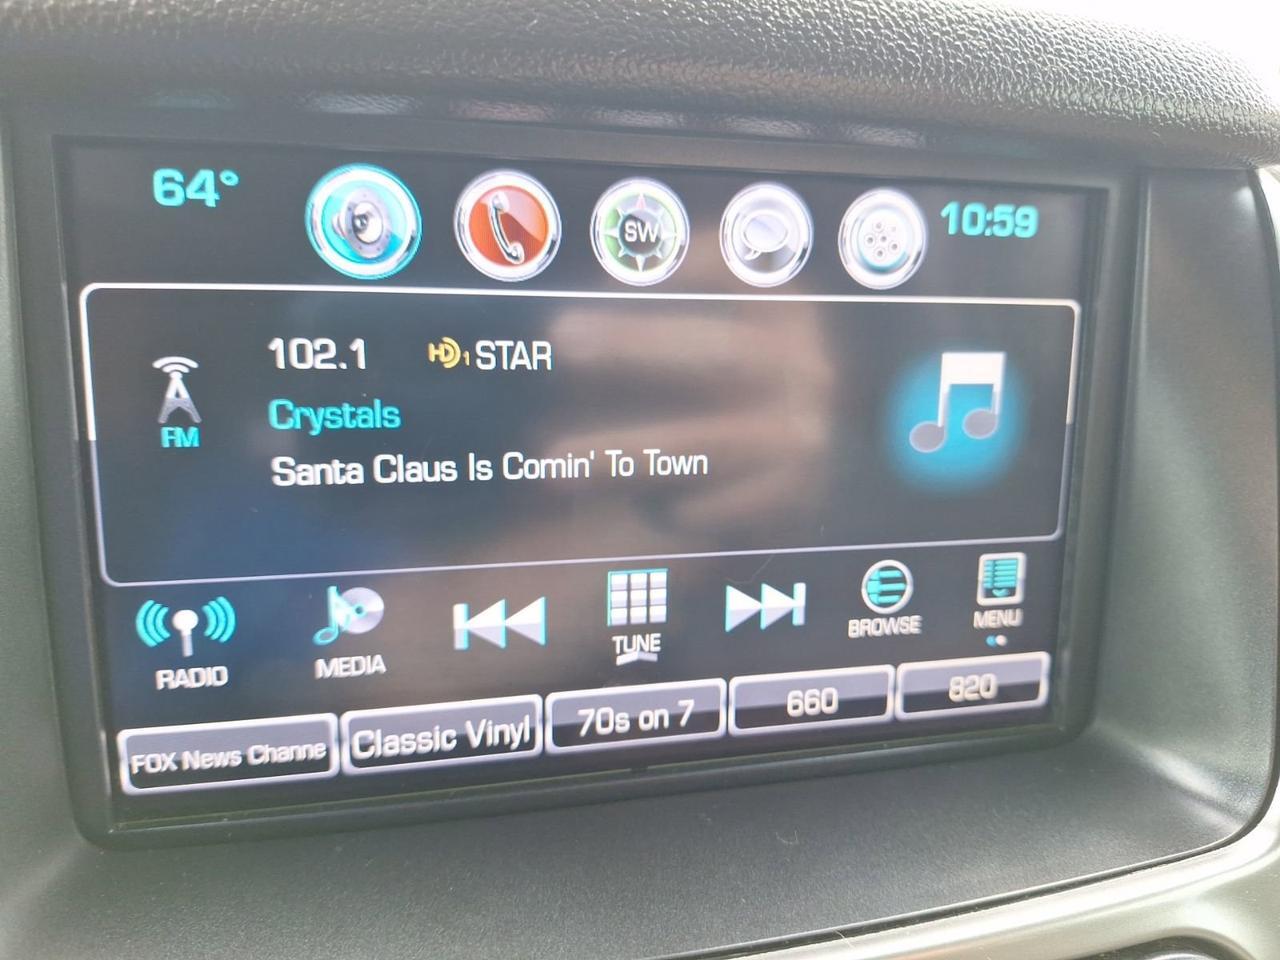 64°
SW
10:59
102.1 HD1 STAR
FM
Crystals
Santa Claus Is Comin' To Town
RADIO
MEDIA
TUNE
BROWSE
MENU
FOX News Channe
Classic Vinyl
70s on 7
660
820